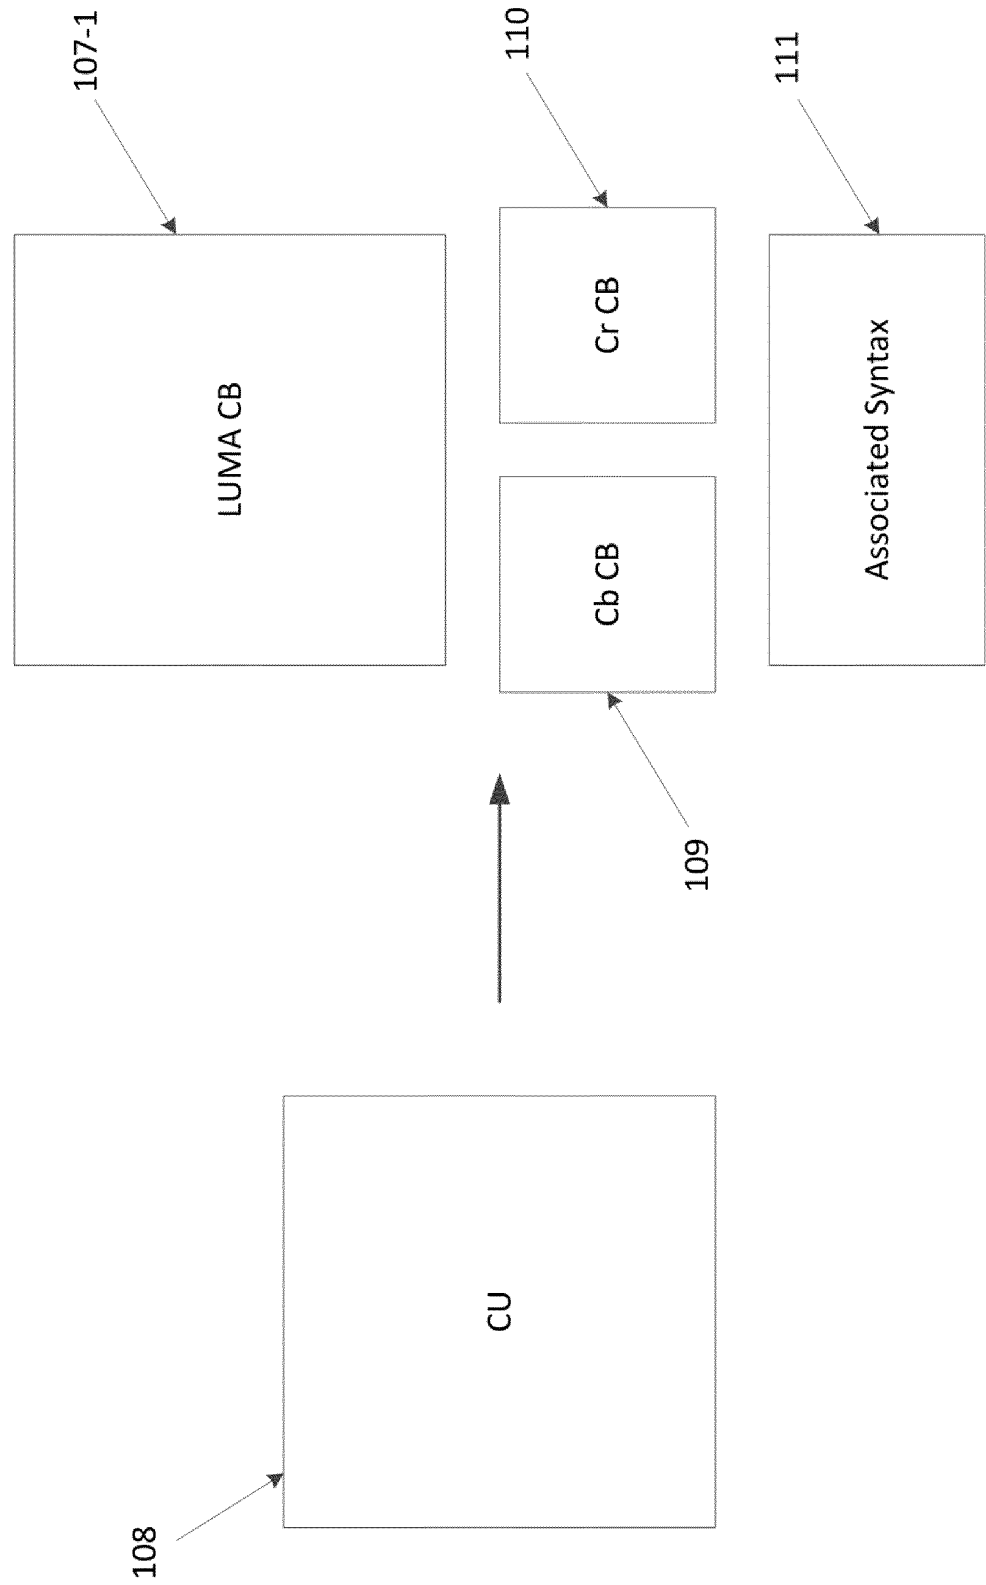 108
CU
107-1
LUMA CB
110
Cb CB
Cr CB
109
111
Associated Syntax